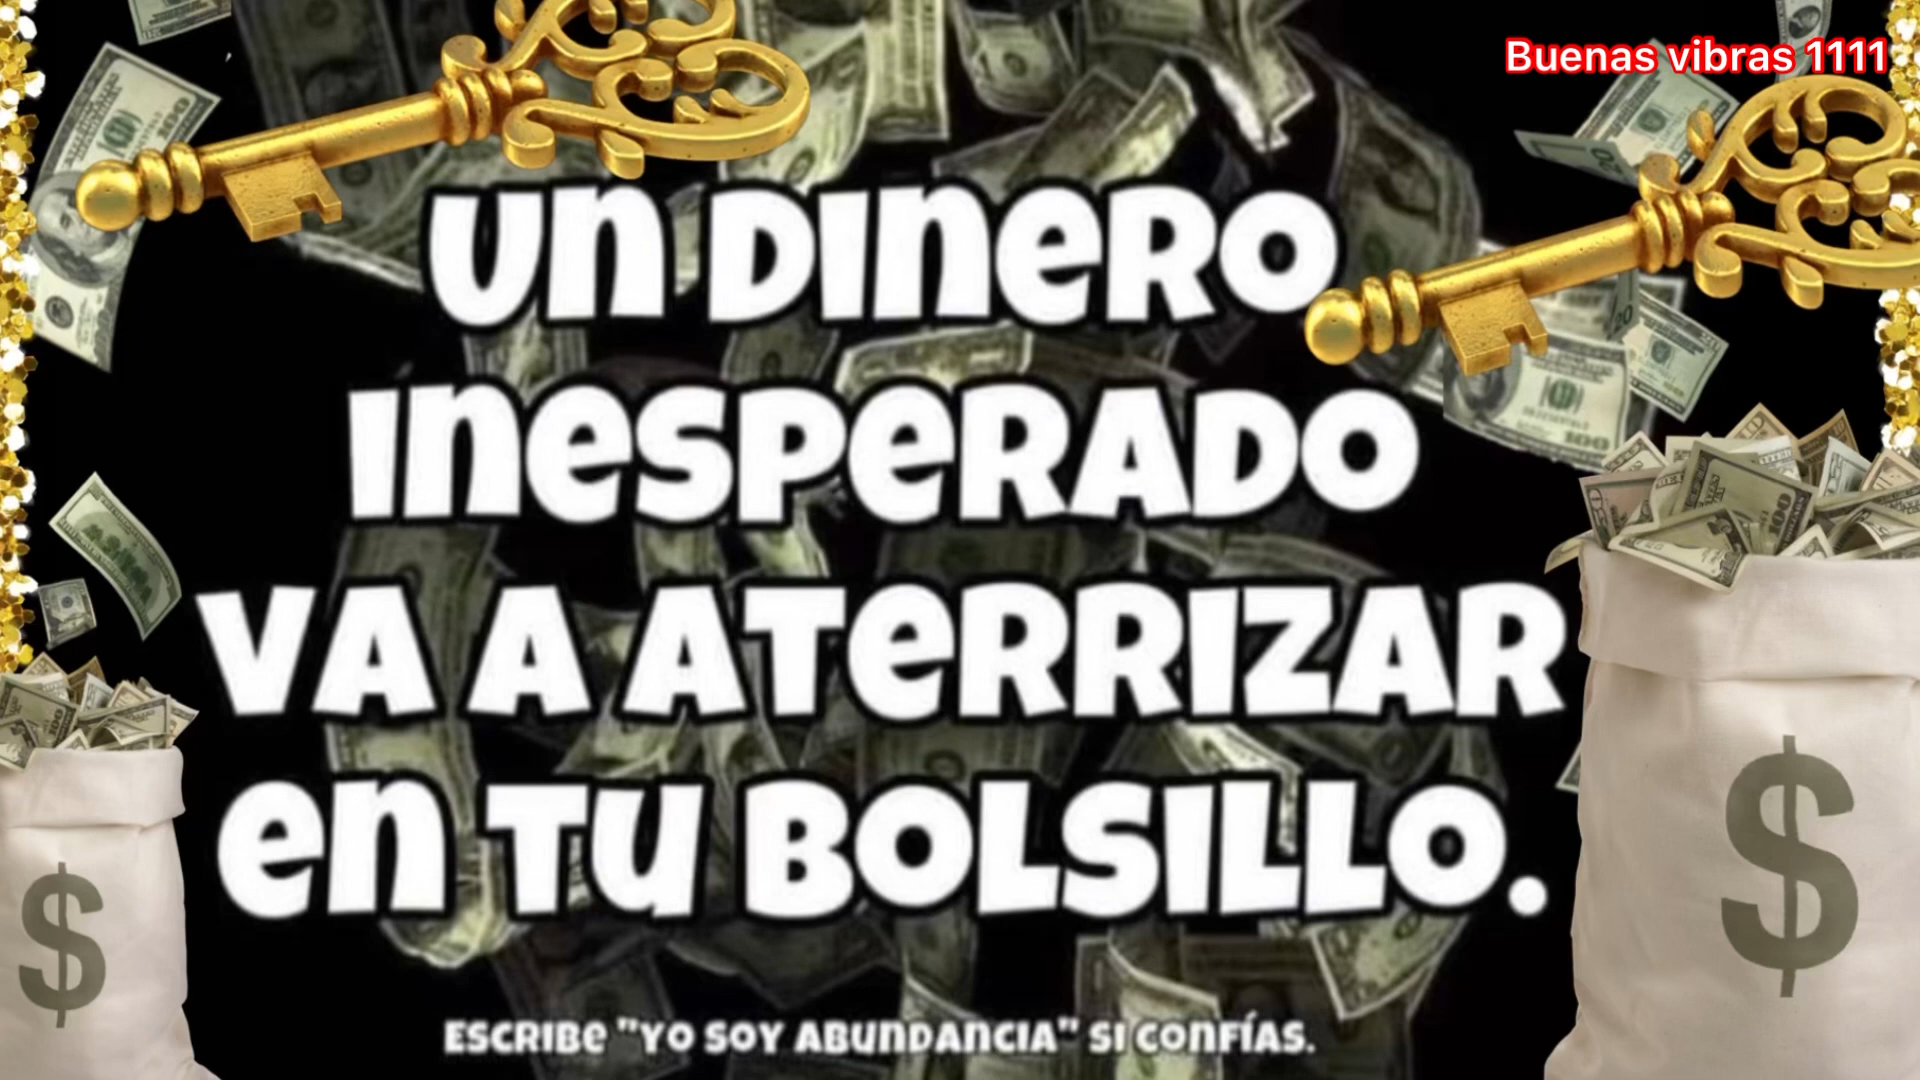 Buenas vibras 1111
Un DINeRO
INesPeRADO
VA A ATeRRIZAR
en Tu BOLSILLO.
ESCRIBe "YO SOY ABunDANCIA" SI COnFÍAS.
$
$